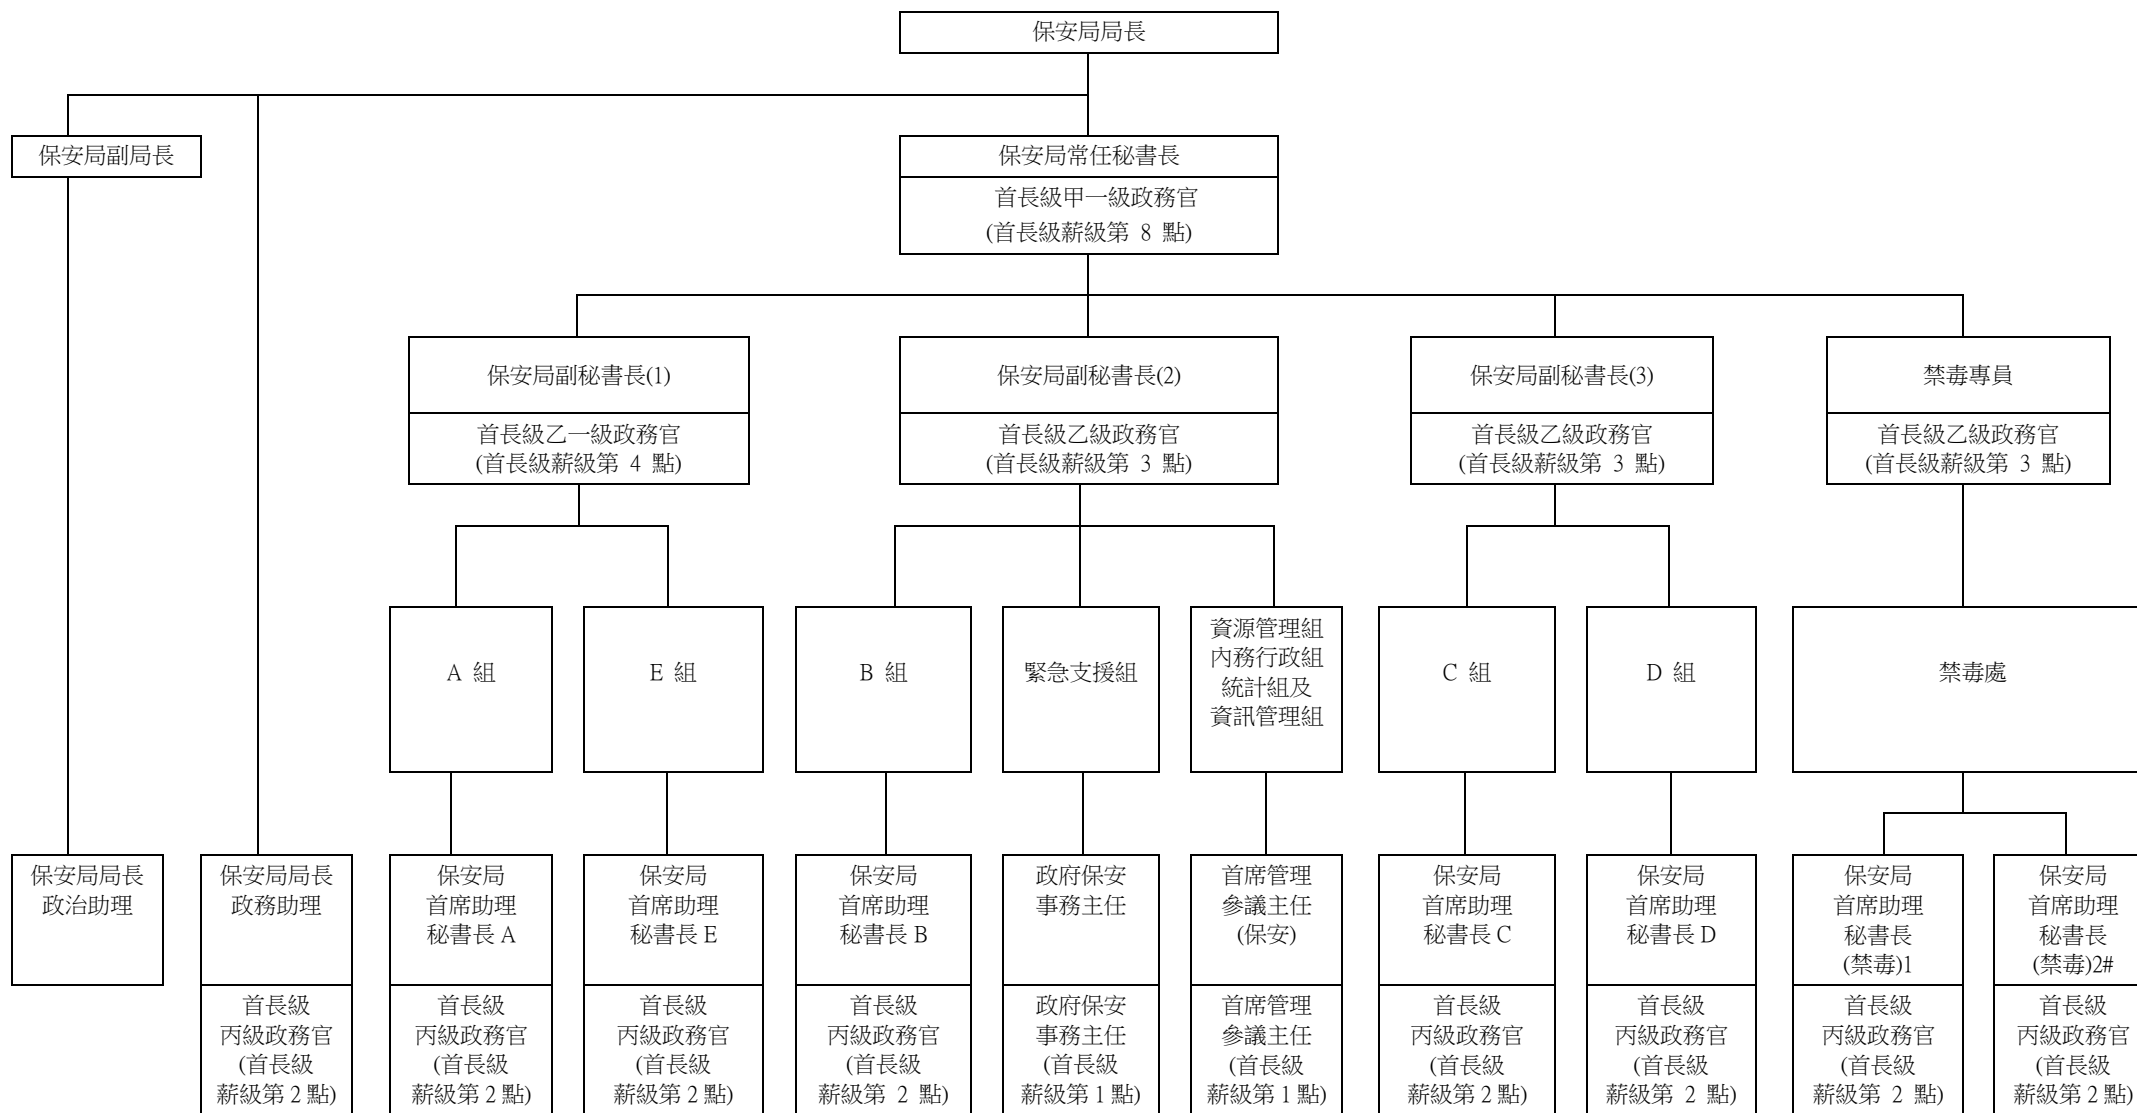 保安局局長
保安局副局長
保安局常任秘書長
首長級甲一級政務官
(首長級薪級第 8 點)
保安局副秘書長(1)
首長級乙一級政務官
(首長級薪級第 4 點)
保安局副秘書長(2)
首長級乙級政務官
(首長級薪級第 3 點)
保安局副秘書長(3)
首長級乙級政務官
(首長級薪級第 3 點)
禁毒專員
首長級乙級政務官
(首長級薪級第 3 點)
A 組
E 組
B 組
緊急支援組
資源管理組
內務行政組
統計組及
資訊管理組
C 組
D 組
禁毒處
保安局局長
政治助理
保安局局長
政務助理
首長級
丙級政務官
(首長級
薪級第 2 點)
保安局
首席助理
秘書長 A
首長級
丙級政務官
(首長級
薪級第 2 點)
保安局
首席助理
秘書長 E
首長級
丙級政務官
(首長級
薪級第 2 點)
保安局
首席助理
秘書長 B
首長級
丙級政務官
(首長級
薪級第 2 點)
政府保安
事務主任
政府保安
事務主任
(首長級
薪級第 1 點)
首席管理
參議主任
(保安)
首席管理
參議主任
(首長級
薪級第 1 點)
保安局
首席助理
秘書長 C
首長級
丙級政務官
(首長級
薪級第 2 點)
保安局
首席助理
秘書長 D
首長級
丙級政務官
(首長級
薪級第 2 點)
保安局
首席助理
秘書長
(禁毒)1
首長級
丙級政務官
(首長級
薪級第 2 點)
保安局
首席助理
秘書長
(禁毒)2#
首長級
丙級政務官
(首長級
薪級第 2 點)